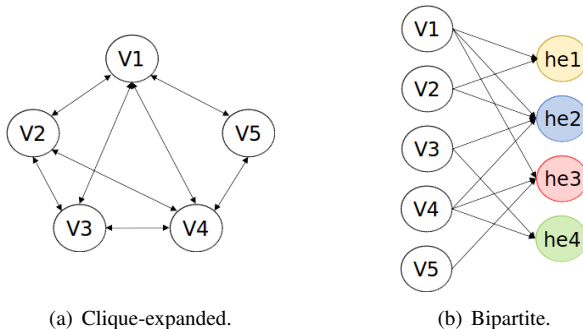 V1
V2
V5
V3
V4
(a) Clique-expanded.
V1
V2
V3
V4
V5
he1
he2
he3
he4
(b) Bipartite.